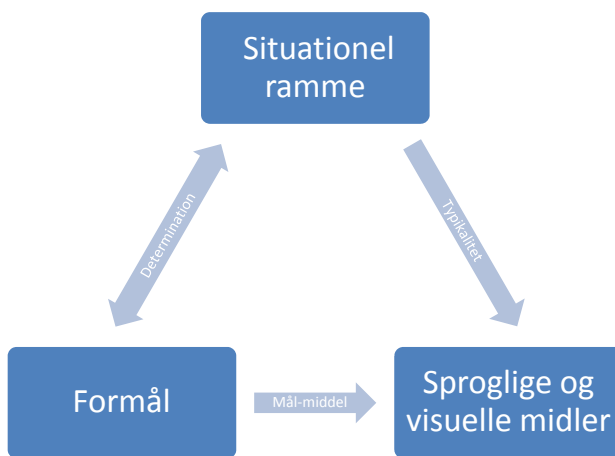 Situationel
ramme
Determination
Typikalitet
Formål
Mål-middel
Sproglige og
visuelle midler